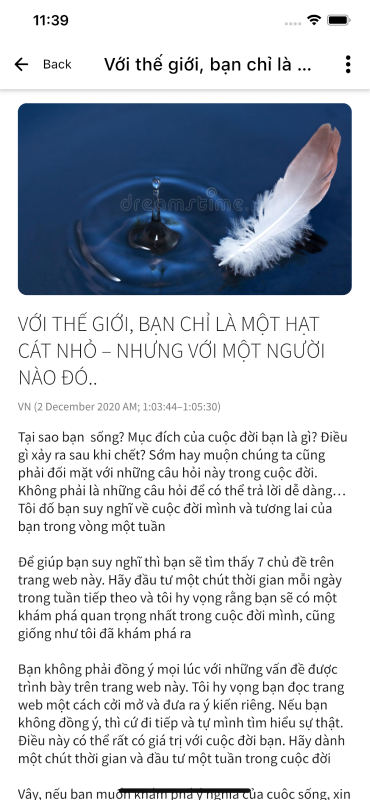 11:39
Back
Với thế giới, bạn chỉ là ...
dreamstime.
VỚI THẾ GIỚI, BẠN CHỈ LÀ MỘT HẠT
CÁT NHỎ – NHƯNG VỚI MỘT NGƯỜI
NÀO ĐÓ..
VN (2 December 2020 AM; 1:03:44–1:05:30)
Tại sao bạn  sống? Mục đích của cuộc đời bạn là gì? Điều
gì xảy ra sau khi chết? Sớm hay muộn chúng ta cũng
phải đối mặt với những câu hỏi này trong cuộc đời.
Không phải là những câu hỏi để có thể trả lời dễ dàng…
Tôi đố bạn suy nghĩ về cuộc đời mình và tương lai của
bạn trong vòng một tuần
Để giúp bạn suy nghĩ thì bạn sẽ tìm thấy 7 chủ đề trên
trang web này. Hãy đầu tư một chút thời gian mỗi ngày
trong tuần tiếp theo và tôi hy vọng rằng bạn sẽ có một
khám phá quan trọng nhất trong cuộc đời mình, cũng
giống như tôi đã khám phá ra
Bạn không phải đồng ý mọi lúc với những vấn đề được
trình bày trên trang web này. Tôi hy vọng bạn đọc trang
web một cách cởi mở và đưa ra ý kiến riêng. Nếu bạn
không đồng ý, thì cứ đi tiếp và tự mình tìm hiểu sự thật.
Điều này có thể rất có giá trị với cuộc đời bạn. Hãy dành
một chút thời gian và đầu tư một tuần trong cuộc đời
Vậy, nếu bạn muốn khám phá ý nghĩa của cuộc sống, xin